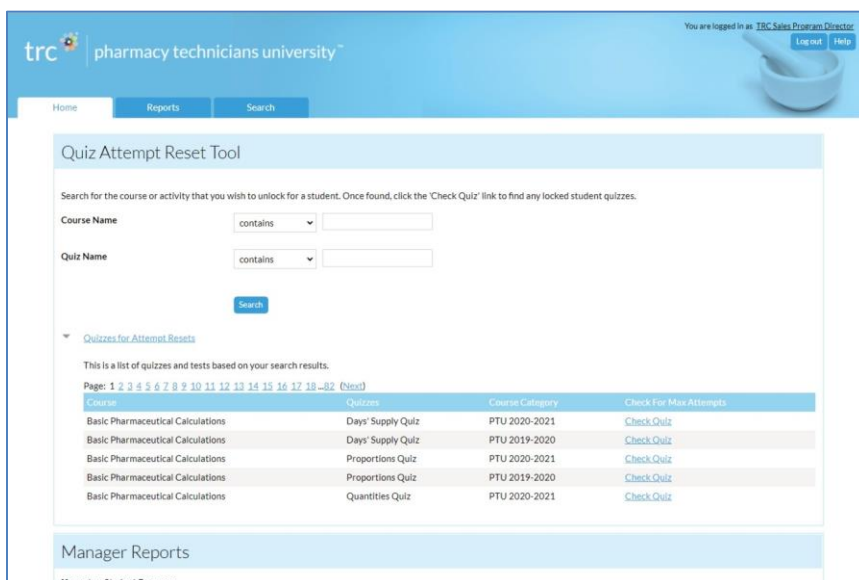 You are logged in as TRC Sales Program Director
Logout Help
trc pharmacy technicians university™
Home Reports Search
Quiz Attempt Reset Tool
Search for the course or activity that you wish to unlock for a student. Once found, click the 'Check Quiz' link to find any locked student quizzes.
Course Name contains
Quiz Name contains
Search
Quizzes for Attempt Resets
This is a list of quizzes and tests based on your search results.
Page: 1 2 3 4 5 6 7 8 9 10 11 12 13 14 15 16 17 18 ...82 (Next)
Course Quizzes Course Category Check For Max Attempts
Basic Pharmaceutical Calculations Days' Supply Quiz PTU 2020-2021 Check Quiz
Basic Pharmaceutical Calculations Days' Supply Quiz PTU 2019-2020 Check Quiz
Basic Pharmaceutical Calculations Proportions Quiz PTU 2020-2021 Check Quiz
Basic Pharmaceutical Calculations Proportions Quiz PTU 2019-2020 Check Quiz
Basic Pharmaceutical Calculations Quantities Quiz PTU 2020-2021 Check Quiz
Manager Reports